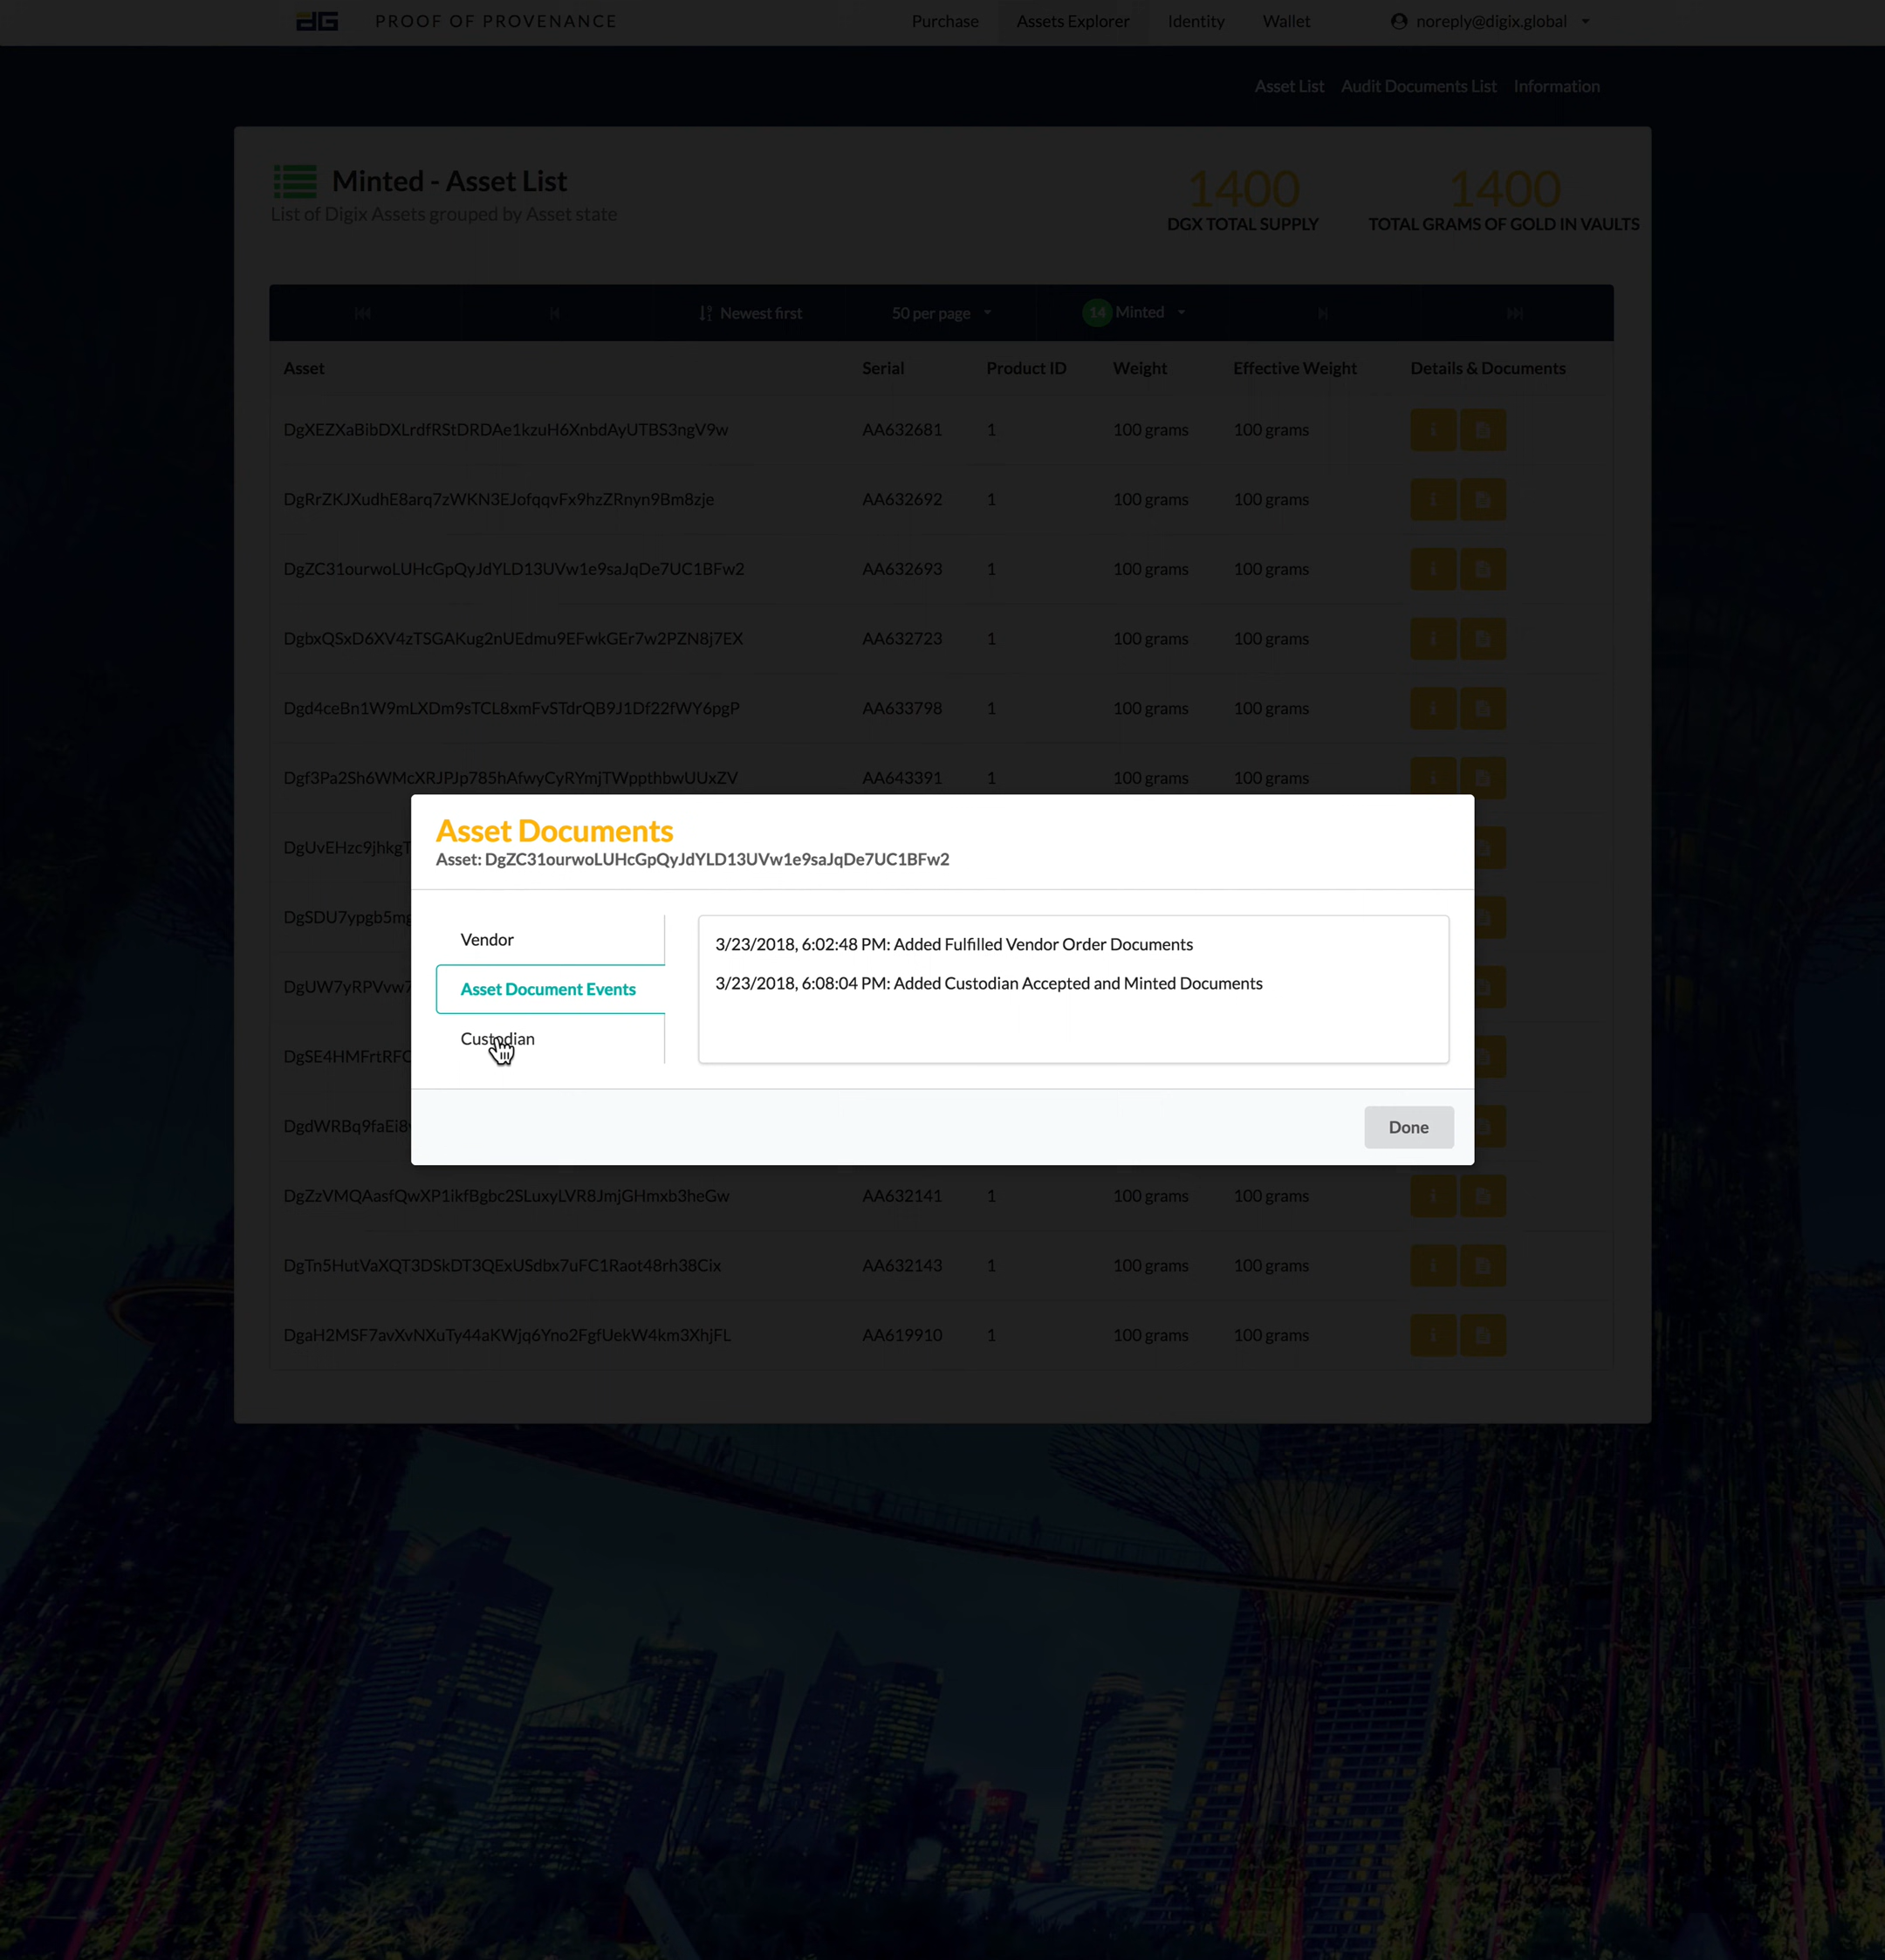 dG PROOF OF PROVENANCE Purchase Assets Explorer Identity Wallet noreply@digix.global
Asset List Audit Documents List Information
Minted - Asset List
List of Digix Assets grouped by Asset state
1400
DGX TOTAL SUPPLY
1400
TOTAL GRAMS OF GOLD IN VAULTS
Newest first 50 per page 14 Minted
Asset Serial Product ID Weight Effective Weight Details & Documents
DgXEZXaBibDXLrdfRStDRDAe1kzuH6XnbdAyUTBS3ngV9w AA632681 1 100 grams 100 grams
DgRrZKJXudhE8arq7zWKN3EJofqqvFx9hzZRnyn9Bm8zje AA632692 1 100 grams 100 grams
DgZC31ourwoLUHcGpQyJdYLD13UVw1e9saJqDe7UC1BFw2 AA632693 1 100 grams 100 grams
DgbxQSxD6XV4zTSGAKug2nUEdmu9EFwkGEr7w2PZN8j7EX AA632723 1 100 grams 100 grams
Dgd4ceBn1W9mLXDm9sTCL8xmFvSTdrQB9J1Df22fWY6pgP AA633798 1 100 grams 100 grams
Dgf3Pa2Sh6WMcXRJPJp785hAfwyCyRYmjTWppthbwUUxZV AA643391 1 100 grams 100 grams
DgUvEHzc9jhkgT
DgSDU7ypgb5mg
DgUW7yRPVvw7
DgSE4HMFrtRFC
DgdWRBq9faEi8
Asset Documents
Asset: DgZC31ourwoLUHcGpQyJdYLD13UVw1e9saJqDe7UC1BFw2
Vendor
Asset Document Events
Custodian
3/23/2018, 6:02:48 PM: Added Fulfilled Vendor Order Documents
3/23/2018, 6:08:04 PM: Added Custodian Accepted and Minted Documents
Done
DgZzVMQAasfQwXP1ikfBgbc2SLuxyLVR8JmjGHmxb3heGw AA632141 1 100 grams 100 grams
DgTn5HutVaXQT3DSkDT3QExUSdbx7uFC1Raot48rh38Cix AA632143 1 100 grams 100 grams
DgaH2MSF7avXvNXuTy44aKWjq6Yno2FgfUekW4km3XhjFL AA619910 1 100 grams 100 grams